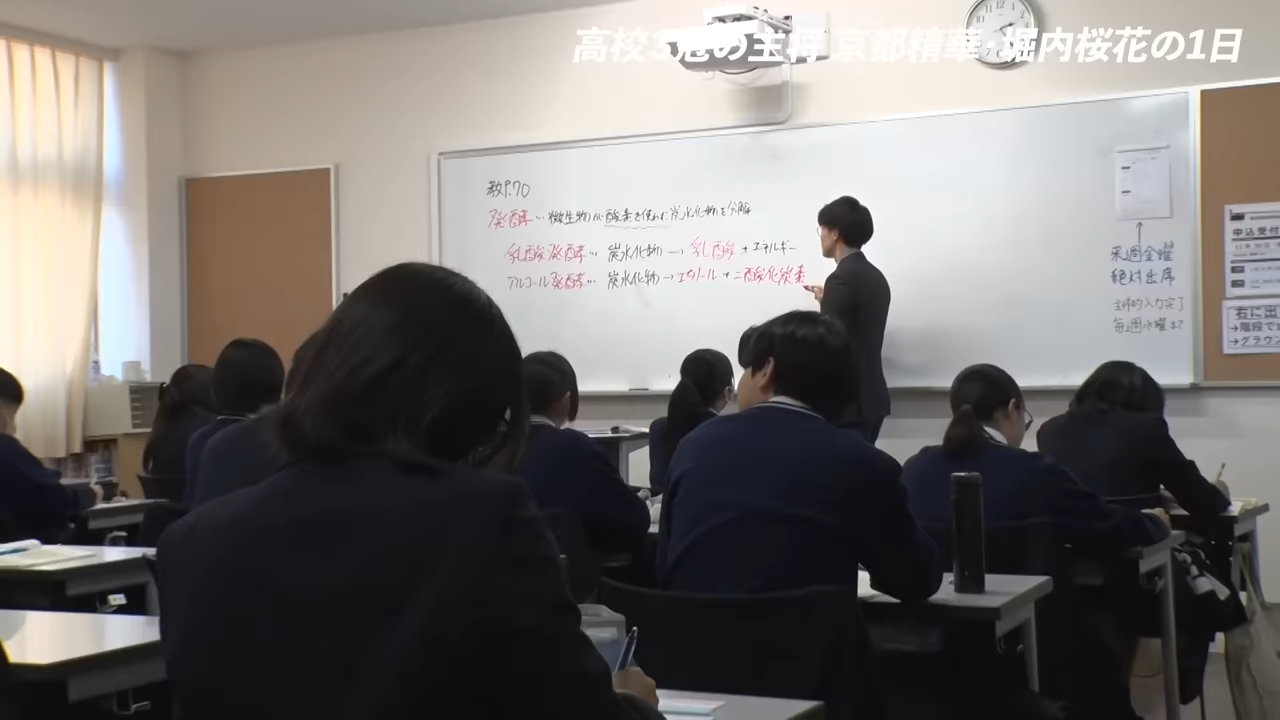 高校3冠の主将 京都精華・堀内桜花の1日
教P.70
発酵… 微生物が酸素を使わず炭水化物を分解
乳酸発酵… 炭水化物 → 乳酸 + エネルギー
アルコール発酵… 炭水化物 → エタノール + 二酸化炭素
↑
来週金曜
絶対出席
入力完了
毎週水曜まで
申込受付
右に出
→階段で
→グラウン